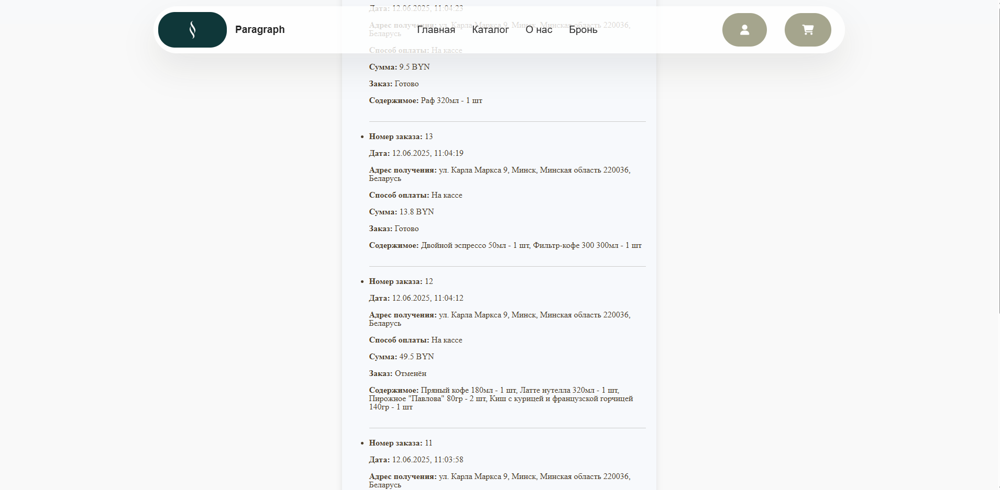 Дата: 12.06.2025, 11:04:23
Адрес получения: ул. Карла Маркса 9, Минск, Минская область 220036,
Беларусь
Paragraph
Главная Каталог О нас Бронь
Способ оплаты: На кассе
Сумма: 9.5 BYN
Заказ: Готово
Содержимое: Раф 320мл - 1 шт
Номер заказа: 13
Дата: 12.06.2025, 11:04:19
Адрес получения: ул. Карла Маркса 9, Минск, Минская область 220036,
Беларусь
Способ оплаты: На кассе
Сумма: 13.8 BYN
Заказ: Готово
Содержимое: Двойной эспрессо 50мл - 1 шт, Фильтр-кофе 300 300мл - 1 шт
Номер заказа: 12
Дата: 12.06.2025, 11:04:12
Адрес получения: ул. Карла Маркса 9, Минск, Минская область 220036,
Беларусь
Способ оплаты: На кассе
Сумма: 49.5 BYN
Заказ: Отменён
Содержимое: Пряный кофе 180мл - 1 шт, Латте нутелла 320мл - 1 шт,
Пирожное "Павлова" 80гр - 2 шт, Киш с курицей и французской горчицей
140гр - 1 шт
Номер заказа: 11
Дата: 12.06.2025, 11:03:58
Адрес получения: ул. Карла Маркса 9, Минск, Минская область 220036,
Беларусь